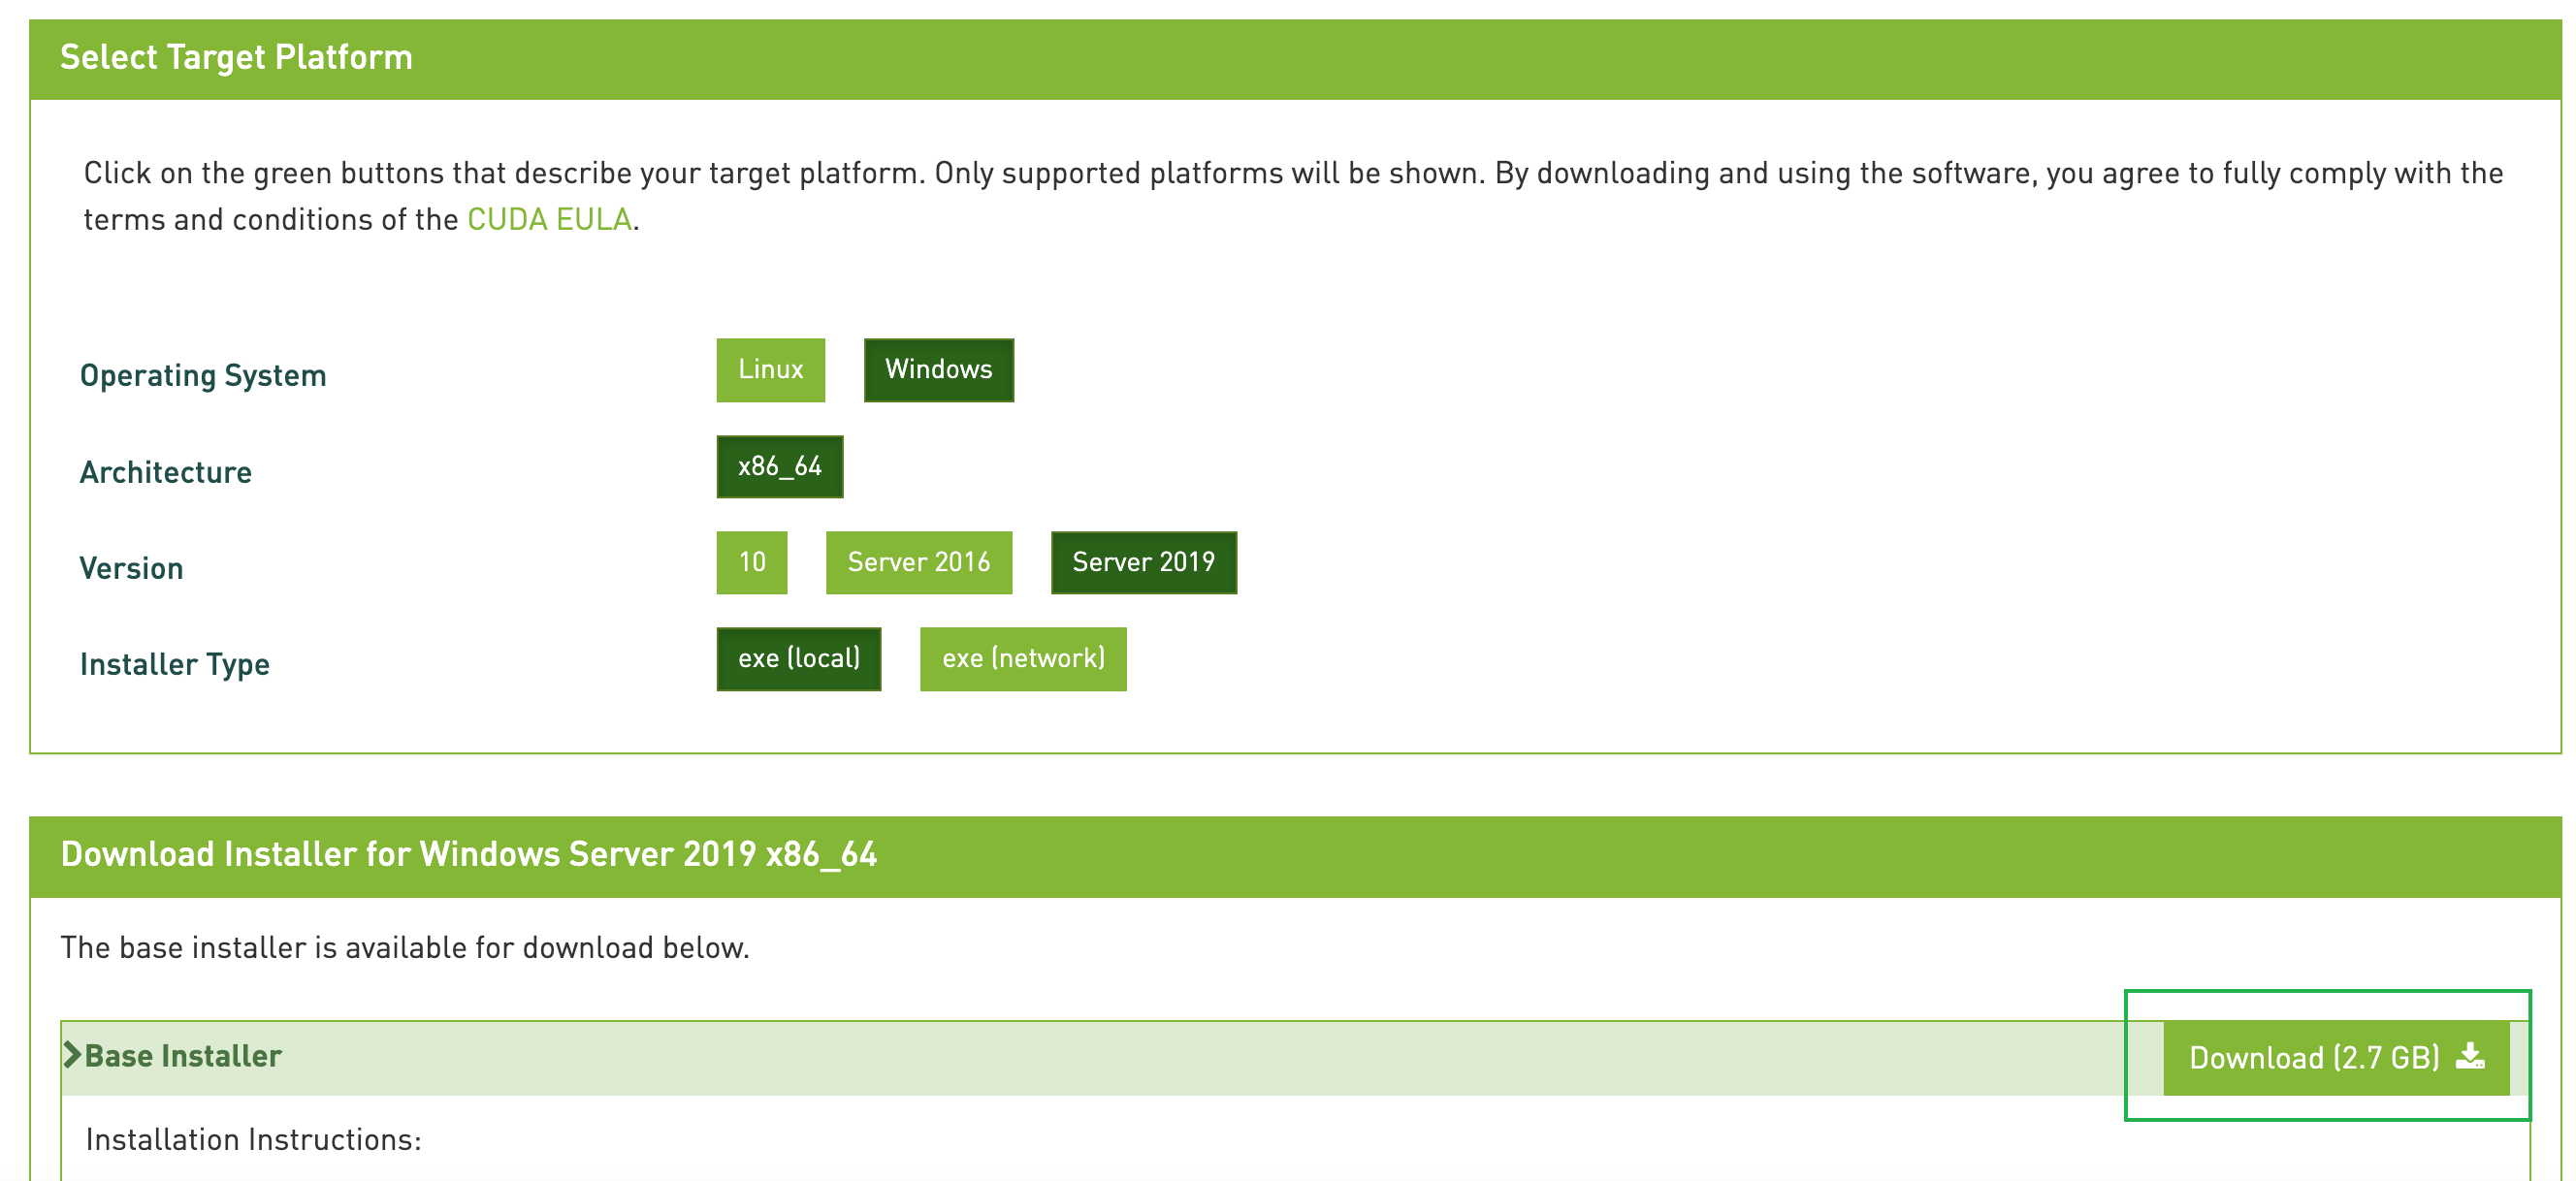 Select Target Platform
Click on the green buttons that describe your target platform. Only supported platforms will be shown. By downloading and using the software, you agree to fully comply with the
terms and conditions of the CUDA EULA.
Operating System
Linux
Windows
Architecture
x86_64
Version
10
Server 2016
Server 2019
Installer Type
exe (local)
exe (network)
Download Installer for Windows Server 2019 x86_64
The base installer is available for download below.
Base Installer
Download (2.7 GB)
Installation Instructions: